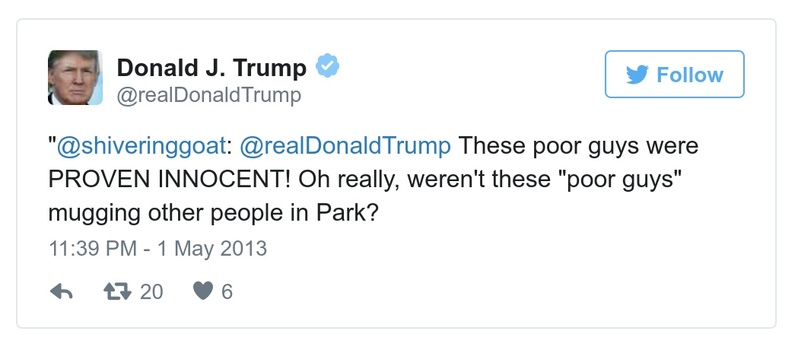 Donald J. Trump
@realDonaldTrump
Follow
"@shiveringgoat: @realDonaldTrump These poor guys were
PROVEN INNOCENT! Oh really, weren't these "poor guys"
mugging other people in Park?
11:39 PM - 1 May 2013
20 6